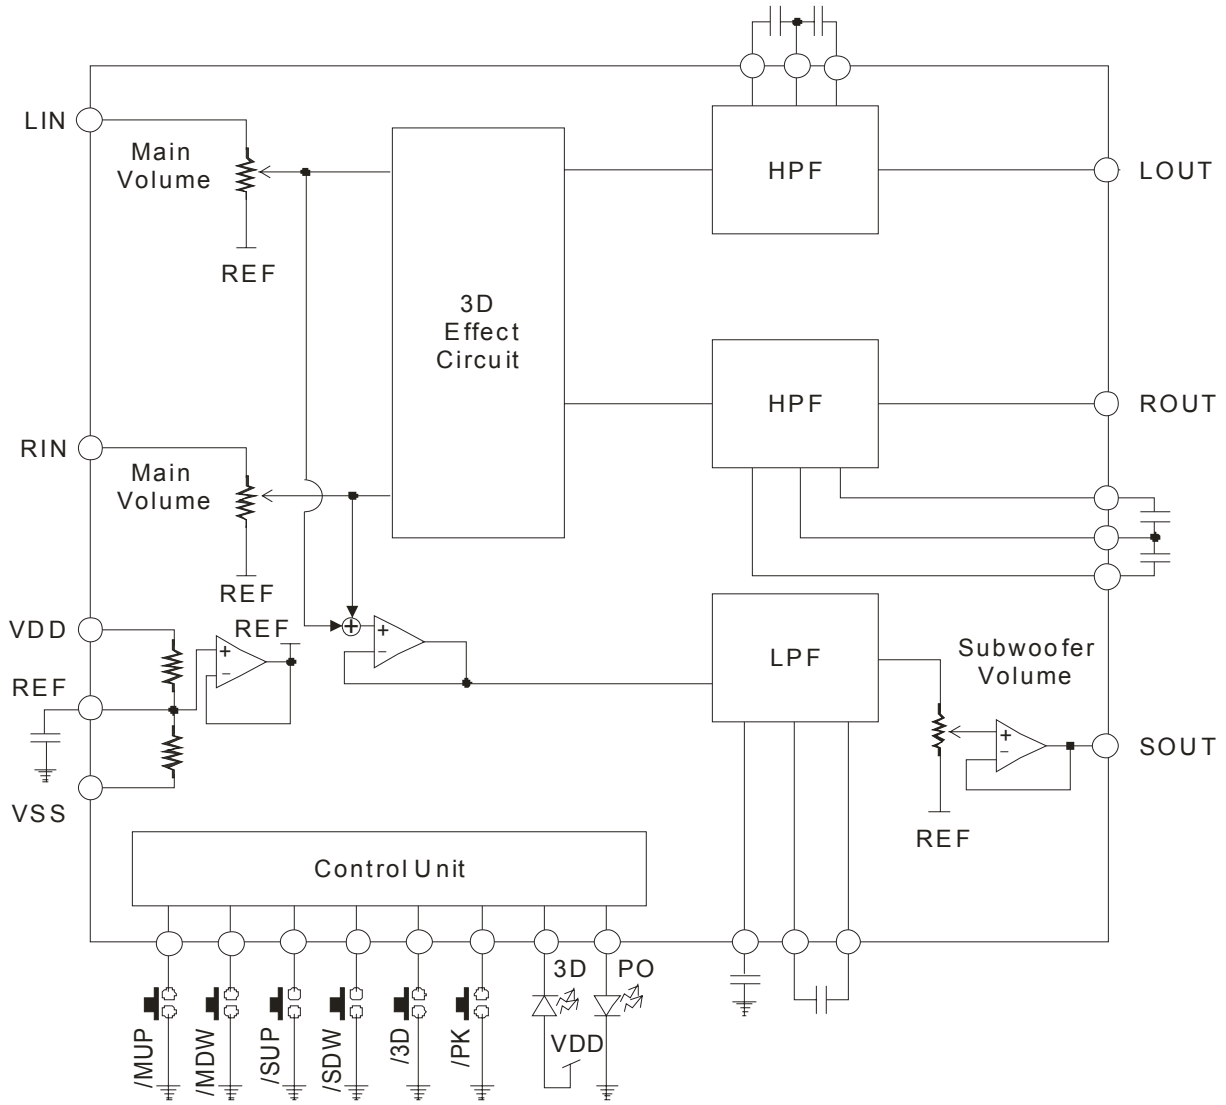 LIN
Main
Volume
REF
3D
Effect
Circuit
HPF
LOUT
HPF
ROUT
RIN
Main
Volume
REF
VDD
REF
REF
VSS
+
+
−
+
−
LPF
Subwoofer
Volume
+
−
SOUT
REF
Control Unit
3D
PO
VDD
/MUP
/MDW
/SUP
/SDW
/3D
/PK